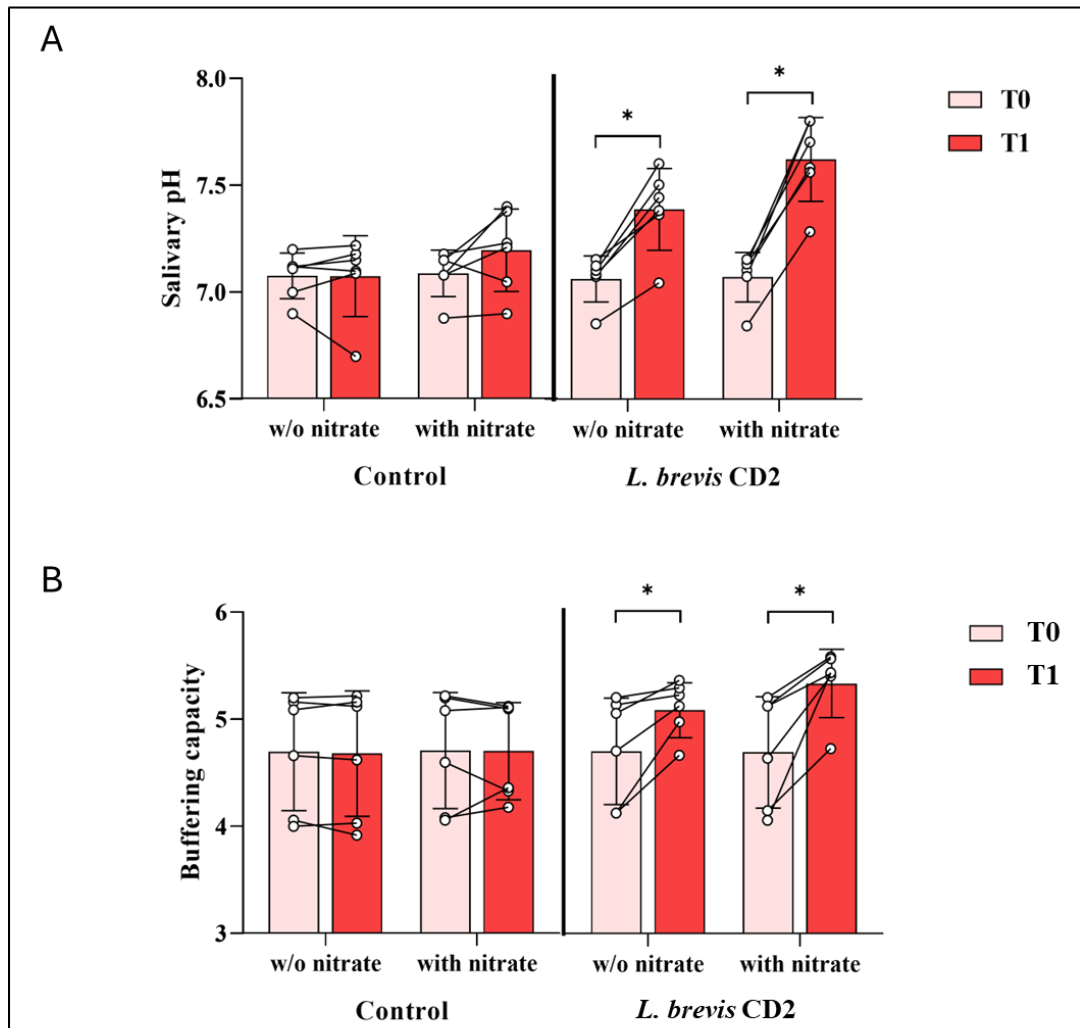 A
8.0
7.5
7.0
6.5
Salivary pH
*
*
T0
T1
w/o nitrate
with nitrate
w/o nitrate
with nitrate
Control
L. brevis CD2
B
6
5
4
3
Buffering capacity
*
*
T0
T1
w/o nitrate
with nitrate
w/o nitrate
with nitrate
Control
L. brevis CD2